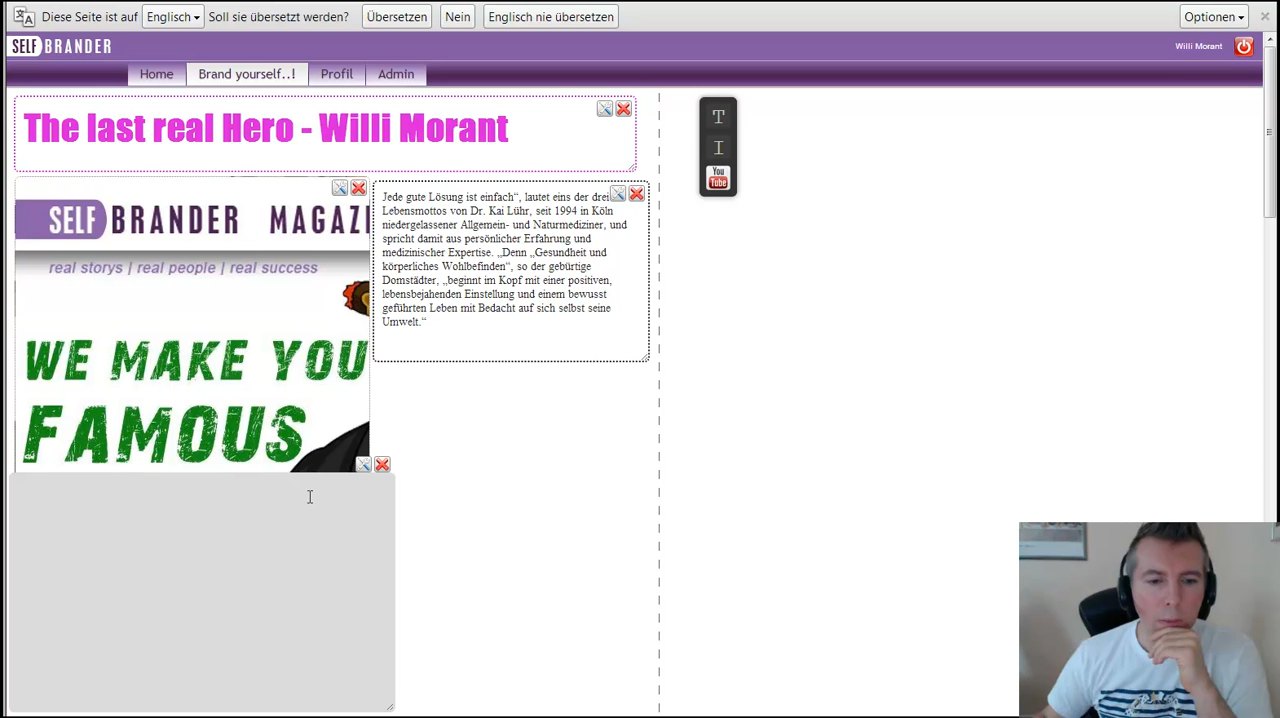 Diese Seite ist auf Englisch Soll sie übersetzt werden? Übersetzen Nein Englisch nie übersetzen Optionen
SELFBRANDER Willi Morant
Home Brand yourself..! Profil Admin
The last real Hero - Willi Morant
T
I
You Tube
SELFBRANDER MAGAZ
real storys | real people | real success
WE MAKE YOU
FAMOUS
Jede gute Lösung ist einfach“, lautet eins der drei
Lebensmottos von Dr. Kai Lühr, seit 1994 in Köln
niedergelassener Allgemein- und Naturmediziner, und
spricht damit aus persönlicher Erfahrung und
medizinischer Expertise. „Denn „Gesundheit und
körperliches Wohlbefinden“, so der gebürtige
Domstädter, „beginnt im Kopf mit einer positiven,
lebensbejahenden Einstellung und einem bewusst
geführten Leben mit Bedacht auf sich selbst seine
Umwelt.“